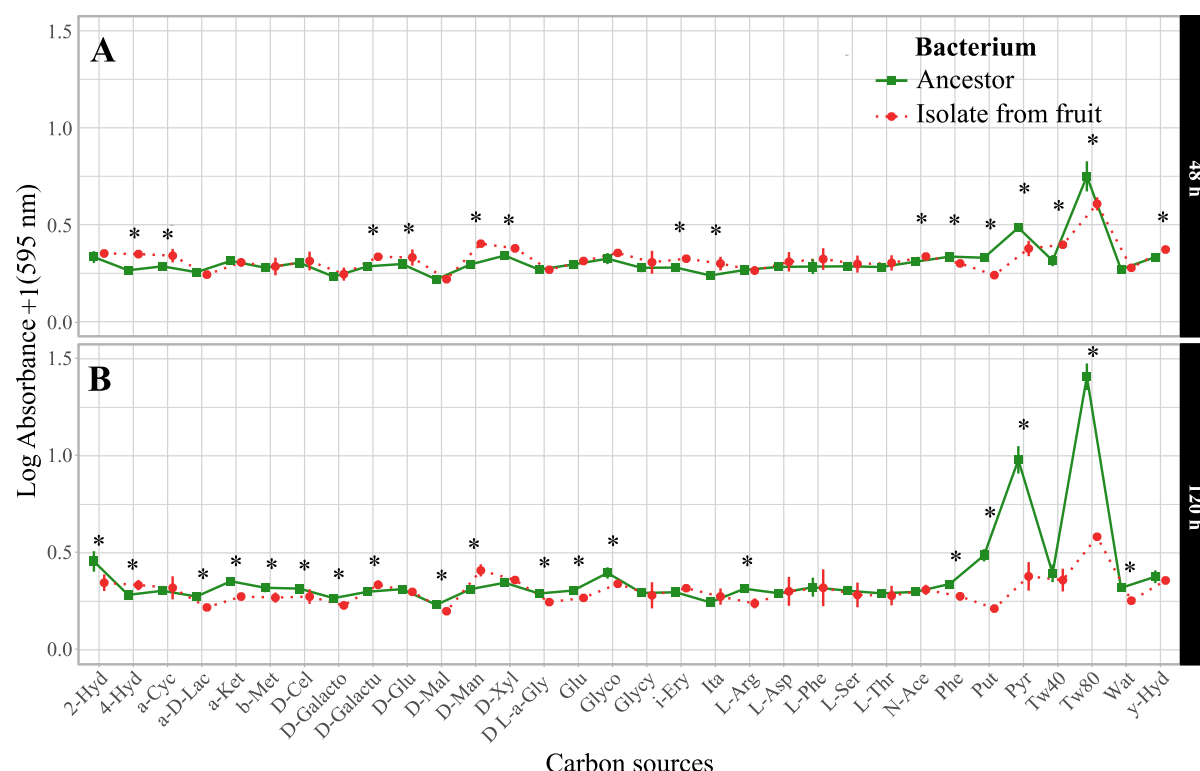 A
Bacterium
Ancestor
Isolate from fruit
1.5
1.0
0.5
0.0
* * * * * * * * * * * * * * * * *
48 h
B
1.5
1.0
0.5
0.0
* * * * * * * * * * * * * * * * * * *
120 h
Log Absorbance+1(595 nm)
2-Hyd
4-Hyd
a-Cyc
a-D-Lac
a-Ket
b-Met
D-Cel
D-Galacto
D-Galactu
D-Glu
D-Mal
D-Man
D-Xyl
D L-a-Gly
Glu
Glyco
Glycy
i-Ery
Ita
L-Arg
L-Asp
L-Phe
L-Ser
L-Thr
N-Ace
Phe
Put
Pyr
Tw40
Tw80
Wat
y-Hyd
Carbon sources